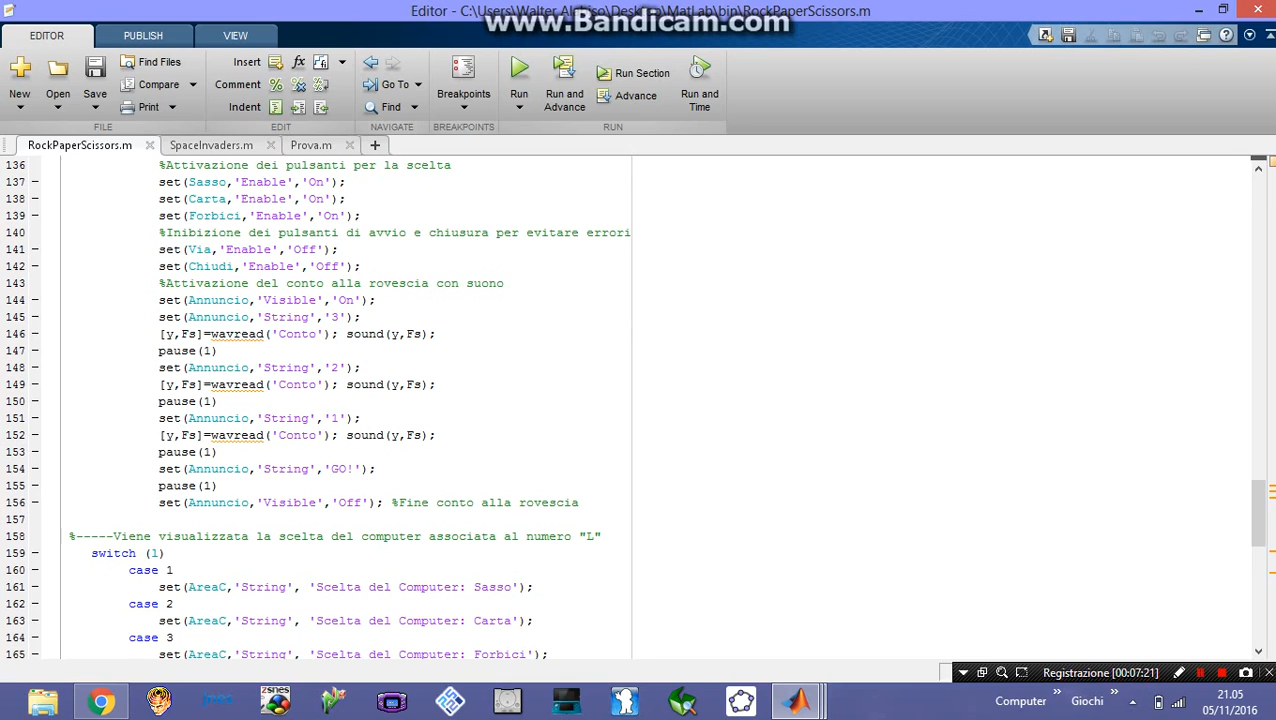 Editor - C:\Users\Walter Al\Desktop\MatLab\bin\RockPaperScissors.m
www.Bandicam.com
EDITOR PUBLISH VIEW
New Open Save Find Files Compare Print
Insert Comment Indent
Go To Find
Breakpoints
Run Run and Advance Run Section Advance Run and Time
FILE EDIT NAVIGATE BREAKPOINTS RUN
RockPaperScissors.m SpaceInvaders.m Prova.m
136 %Attivazione dei pulsanti per la scelta
137 set(Sasso,'Enable','On');
138 set(Carta,'Enable','On');
139 set(Forbici,'Enable','On');
140 %Inibizione dei pulsanti di avvio e chiusura per evitare errori
141 set(Via,'Enable','Off');
142 set(Chiudi,'Enable','Off');
143 %Attivazione del conto alla rovescia con suono
144 set(Annuncio,'Visible','On');
145 set(Annuncio,'String','3');
146 [y,Fs]=wavread('Conto'); sound(y,Fs);
147 pause(1)
148 set(Annuncio,'String','2');
149 [y,Fs]=wavread('Conto'); sound(y,Fs);
150 pause(1)
151 set(Annuncio,'String','1');
152 [y,Fs]=wavread('Conto'); sound(y,Fs);
153 pause(1)
154 set(Annuncio,'String','GO!');
155 pause(1)
156 set(Annuncio,'Visible','Off'); %Fine conto alla rovescia
157
158 %-----Viene visualizzata la scelta del computer associata al numero "L"
159 switch (l)
160 case 1
161 set(AreaC,'String', 'Scelta del Computer: Sasso');
162 case 2
163 set(AreaC,'String', 'Scelta del Computer: Carta');
164 case 3
165 set(AreaC,'String', 'Scelta del Computer: Forbici');
Registrazione [00:07:21]
zsnes
Computer Giochi
21.05
05/11/2016